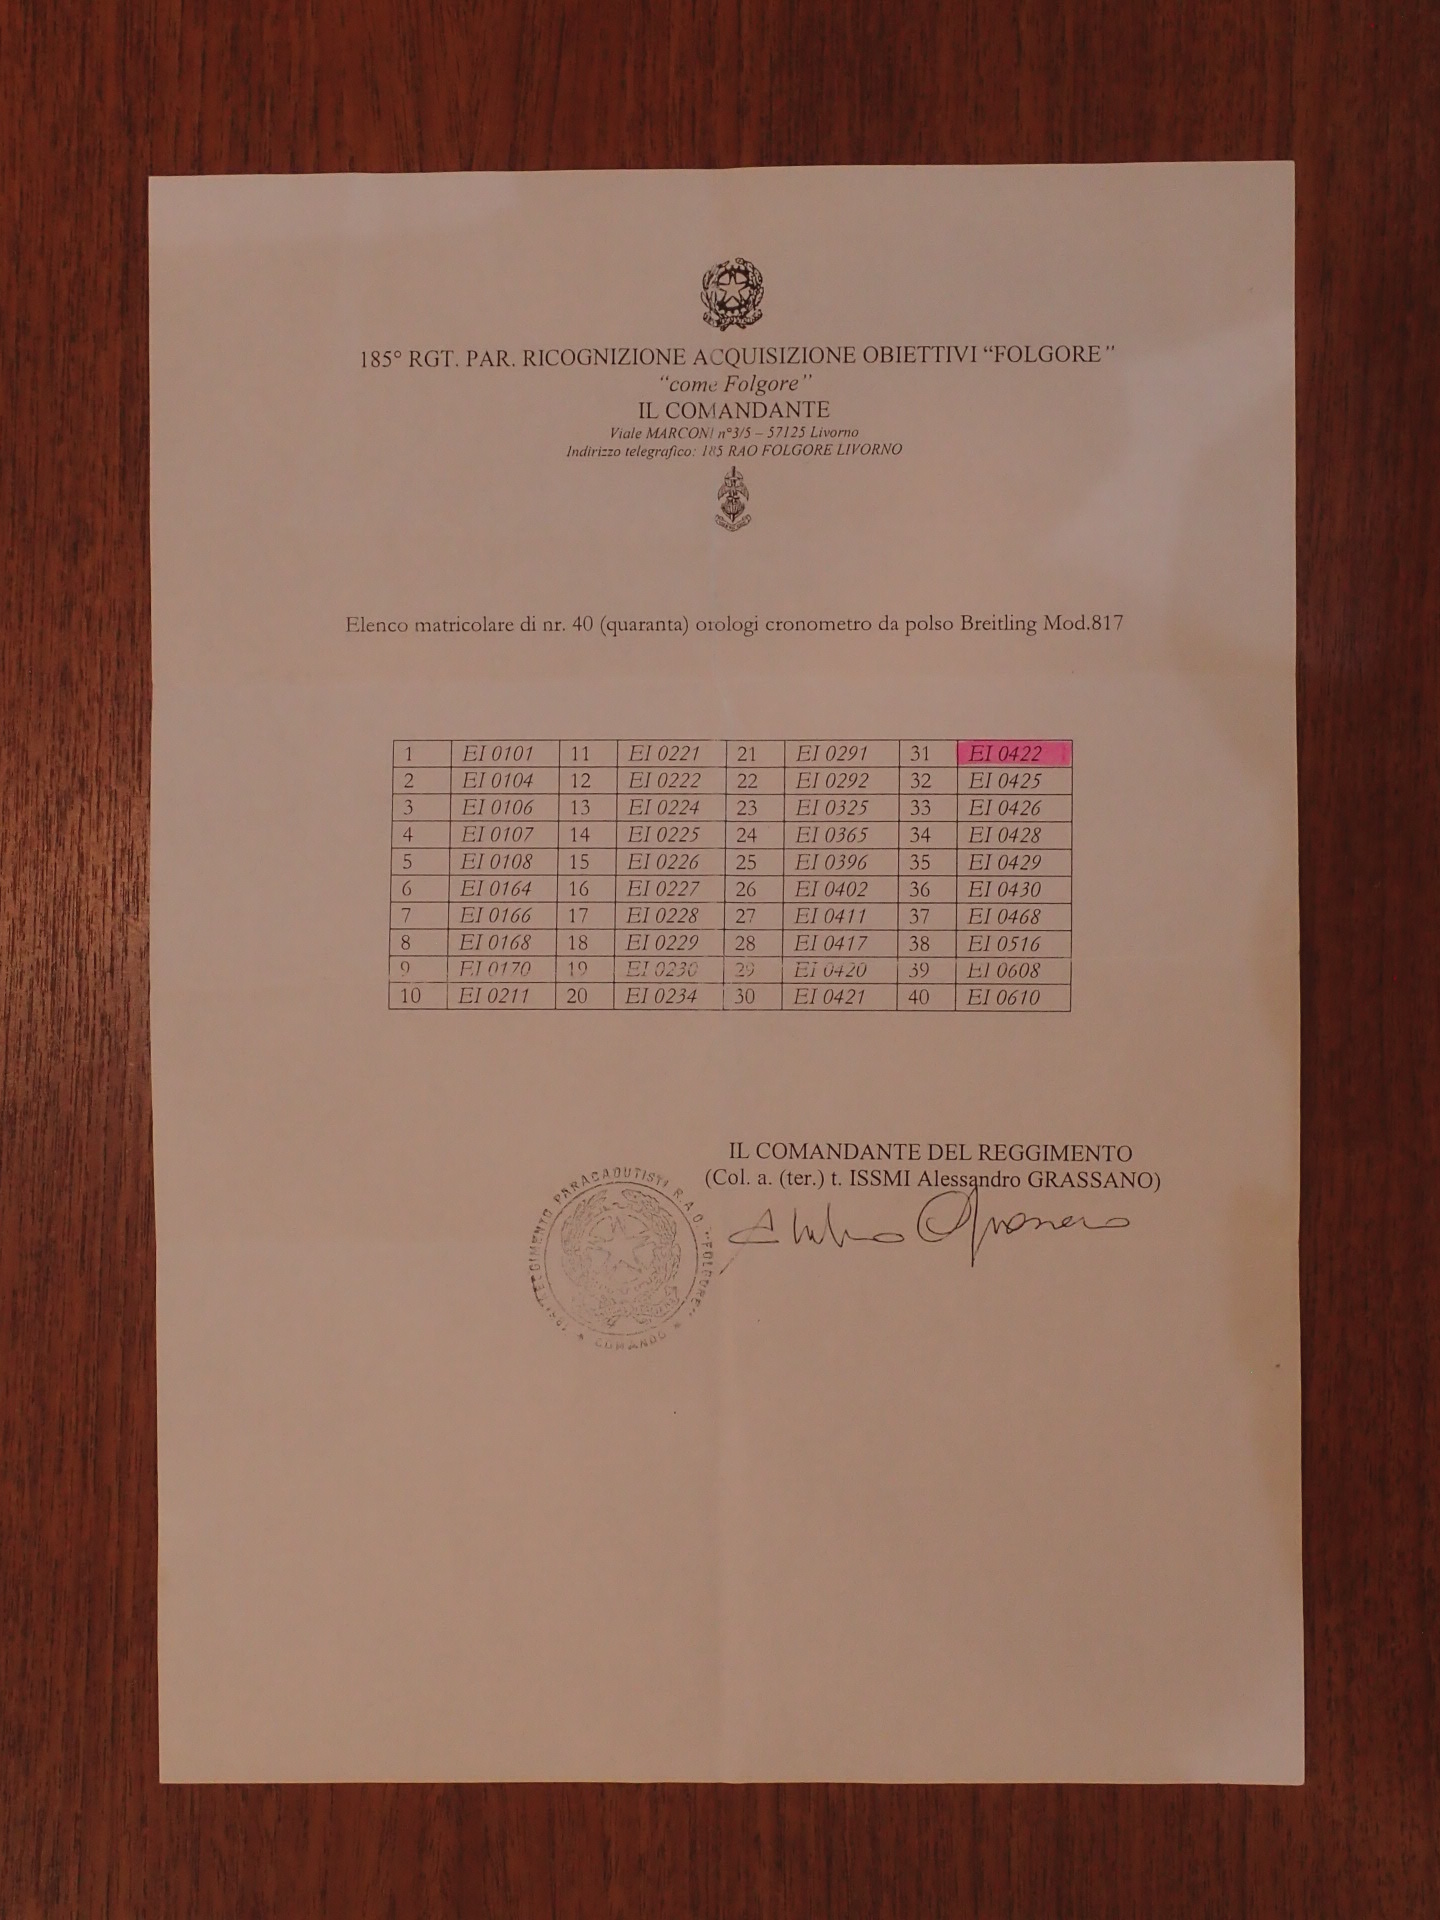 185° RGT. PAR. RICOGNIZIONE ACQUISIZIONE OBIETTIVI “FOLGORE”
“come Folgore”
IL COMANDANTE
Viale MARCONI n°3/5 – 57125 Livorno
Indirizzo telegrafico: 185 RAO FOLGORE LIVORNO
Elenco matricolare di nr. 40 (quaranta) orologi cronometro da polso Breitling Mod.817
1 EI 0101 11 EI 0221 21 EI 0291 31 EI 0422
2 EI 0104 12 EI 0222 22 EI 0292 32 EI 0425
3 EI 0106 13 EI 0224 23 EI 0325 33 EI 0426
4 EI 0107 14 EI 0225 24 EI 0365 34 EI 0428
5 EI 0108 15 EI 0226 25 EI 0396 35 EI 0429
6 EI 0164 16 EI 0227 26 EI 0402 36 EI 0430
7 EI 0166 17 EI 0228 27 EI 0411 37 EI 0468
8 EI 0168 18 EI 0229 28 EI 0417 38 EI 0516
9 EI 0170 19 EI 0230 29 EI 0420 39 EI 0608
10 EI 0211 20 EI 0234 30 EI 0421 40 EI 0610
IL COMANDANTE DEL REGGIMENTO
(Col. a. (ter.) t. ISSMI Alessandro GRASSANO)
REGGIMENTO PARACADUTISTI R.A.O. "FOLGORE"
* COMANDO *